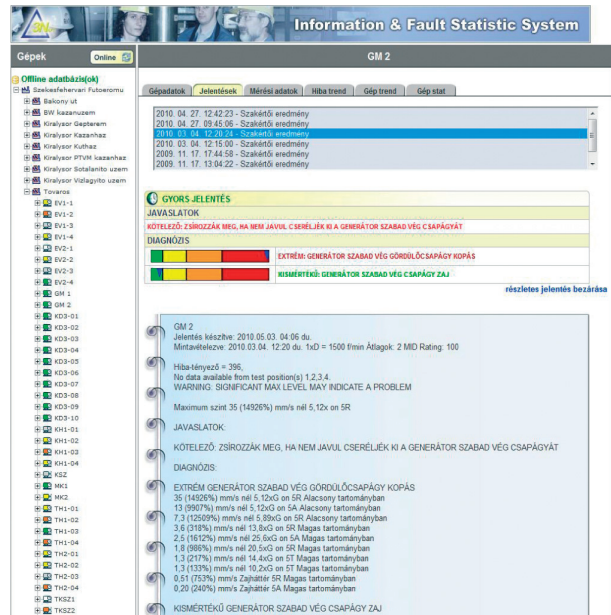 BNs
Information & Fault Statistic System
Gépek
Online
GM 2
Offline adatbázis(ok)
Szekesfehervari Futoeromu
Bakony ut
BW kazanuzem
Kiralysor Gepterem
Kiralysor Kazanhaz
Kiralysor Kuthaz
Kiralysor PTVM kazanhaz
Kiralysor Sotalanito uzem
Kiralysor Vizlagyito uzem
Tovaros
EV1-1
EV1-2
EV1-3
EV1-4
EV2-1
EV2-2
EV2-3
EV2-4
GM 1
GM 2
KD3-01
KD3-02
KD3-03
KD3-04
KD3-05
KD3-06
KD3-07
KD3-08
KD3-09
KD3-10
KH1-01
KH1-02
KH1-03
KH1-04
KSZ
MK1
MK2
TH1-01
TH1-02
TH1-03
TH1-04
TH2-01
TH2-02
TH2-03
TH2-04
TKSZ1
TKSZ2
Gépadatok Jelentések Mérési adatok Hiba trend Gép trend Gép stat
2010. 04. 27. 12:42:23 - Szakértői eredmény
2010. 04. 27. 09:45:06 - Szakértői eredmény
2010. 03. 04. 12:20:24 - Szakértői eredmény
2010. 03. 04. 12:15:00 - Szakértői eredmény
2009. 11. 17. 17:44:58 - Szakértői eredmény
2009. 11. 17. 13:04:22 - Szakértői eredmény
GYORS JELENTÉS
JAVASLATOK
KÖTELEZŐ: ZSÍROZZÁK MEG, HA NEM JAVUL CSERÉLJÉK KI A GENERÁTOR SZABAD VÉG CSAPÁGYÁT
DIAGNÓZIS
EXTRÉM: GENERÁTOR SZABAD VÉG GÖRDÜLŐCSAPÁGY KOPÁS
KISMÉRTÉKŰ: GENERÁTOR SZABAD VÉG CSAPÁGY ZAJ
részletes jelentés bezárása
GM 2
Jelentés készítve: 2010.05.03. 04:06 du.
Mintavételezve: 2010.03.04. 12:20 du. 1xD = 1500 f/min Átlagok: 2 MID Rating: 100
Hiba-tényező = 396,
No data available from test position(s) 1,2,3,4.
WARNING: SIGNIFICANT MAX LEVEL MAY INDICATE A PROBLEM
Maximum szint 35 (14926%) mm/s nél 5,12x on 5R
JAVASLATOK:
KÖTELEZŐ: ZSÍROZZÁK MEG, HA NEM JAVUL CSERÉLJÉK KI A GENERÁTOR SZABAD VÉG CSAPÁGYÁT
DIAGNÓZIS:
EXTRÉM GENERÁTOR SZABAD VÉG GÖRDÜLŐCSAPÁGY KOPÁS
35 (14926%) mm/s nél 5,12xG on 5R Alacsony tartományban
13 (9907%) mm/s nél 5,12xG on 5A Alacsony tartományban
7,3 (12509%) mm/s nél 5,89xG on 5R Alacsony tartományban
3,6 (318%) mm/s nél 13,8xG on 5R Magas tartományban
2,5 (1612%) mm/s nél 25,6xG on 5A Magas tartományban
1,8 (986%) mm/s nél 20,5xG on 5R Magas tartományban
1,3 (217%) mm/s nél 14,4xG on 5T Magas tartományban
1,3 (133%) mm/s nél 10,2xG on 5T Magas tartományban
0,51 (753%) mm/s Zajháttér 5R Magas tartományban
0,20 (240%) mm/s Zajháttér 5A Magas tartományban
KISMÉRTÉKŰ GENERÁTOR SZABAD VÉG CSAPÁGY ZAJ